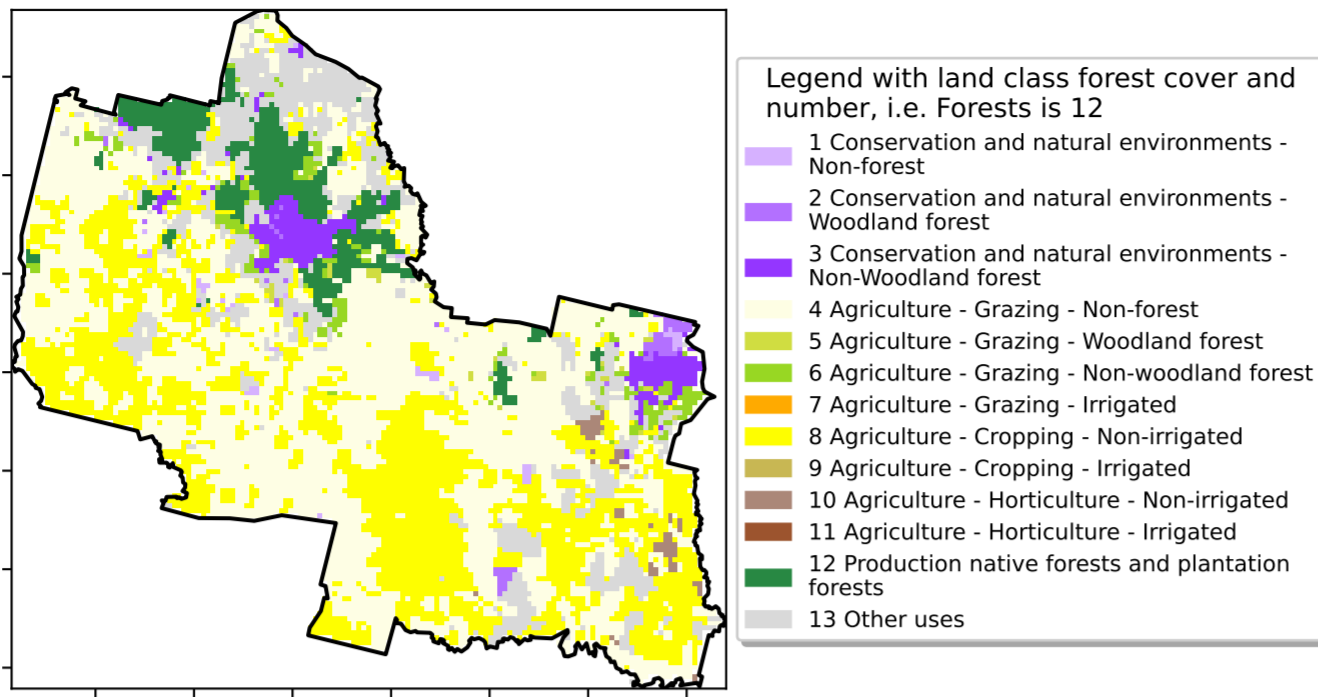 Legend with land class forest cover and
number, i.e. Forests is 12
1 Conservation and natural environments -
Non-forest
2 Conservation and natural environments -
Woodland forest
3 Conservation and natural environments -
Non-Woodland forest
4 Agriculture - Grazing - Non-forest
5 Agriculture - Grazing - Woodland forest
6 Agriculture - Grazing - Non-woodland forest
7 Agriculture - Grazing - Irrigated
8 Agriculture - Cropping - Non-irrigated
9 Agriculture - Cropping - Irrigated
10 Agriculture - Horticulture - Non-irrigated
11 Agriculture - Horticulture - Irrigated
12 Production native forests and plantation
forests
13 Other uses